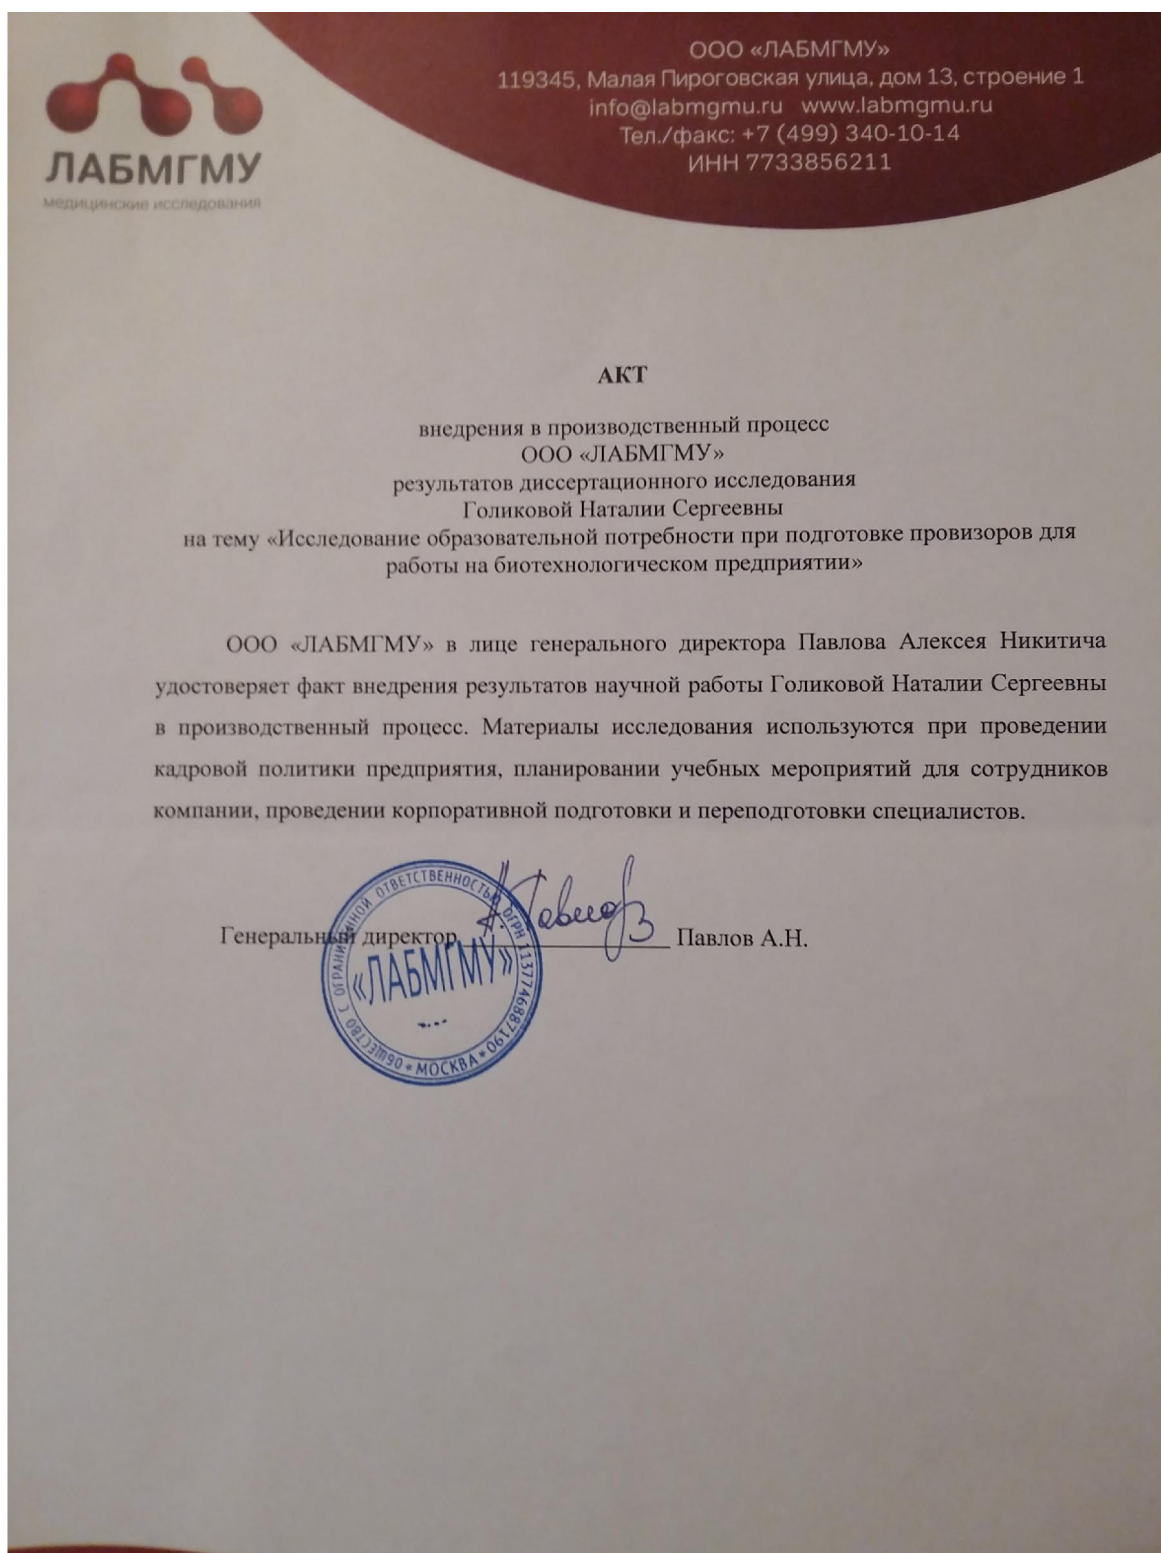 ЛАБМГМУ
медицинские исследования
ООО «ЛАБМГМУ»
119345, Малая Пироговская улица, дом 13, строение 1
info@labmgmu.ru www.labmgmu.ru
Тел./факс: +7 (499) 340-10-14
ИНН 7733856211
АКТ
внедрения в производственный процесс
ООО «ЛАБМГМУ»
результатов диссертационного исследования
Голиковой Наталии Сергеевны
на тему «Исследование образовательной потребности при подготовке провизоров для
работы на биотехнологическом предприятии»
ООО «ЛАБМГМУ» в лице генерального директора Павлова Алексея Никитича
удостоверяет факт внедрения результатов научной работы Голиковой Наталии Сергеевны
в производственный процесс. Материалы исследования используются при проведении
кадровой политики предприятия, планировании учебных мероприятий для сотрудников
компании, проведении корпоративной подготовки и переподготовки специалистов.
Генеральный директор Павлов А.Н.
ОБЩЕСТВО С ОГРАНИЧЕННОЙ ОТВЕТСТВЕННОСТЬЮ ОГРН 1137746887190
«ЛАБМГМУ»
* МОСКВА *